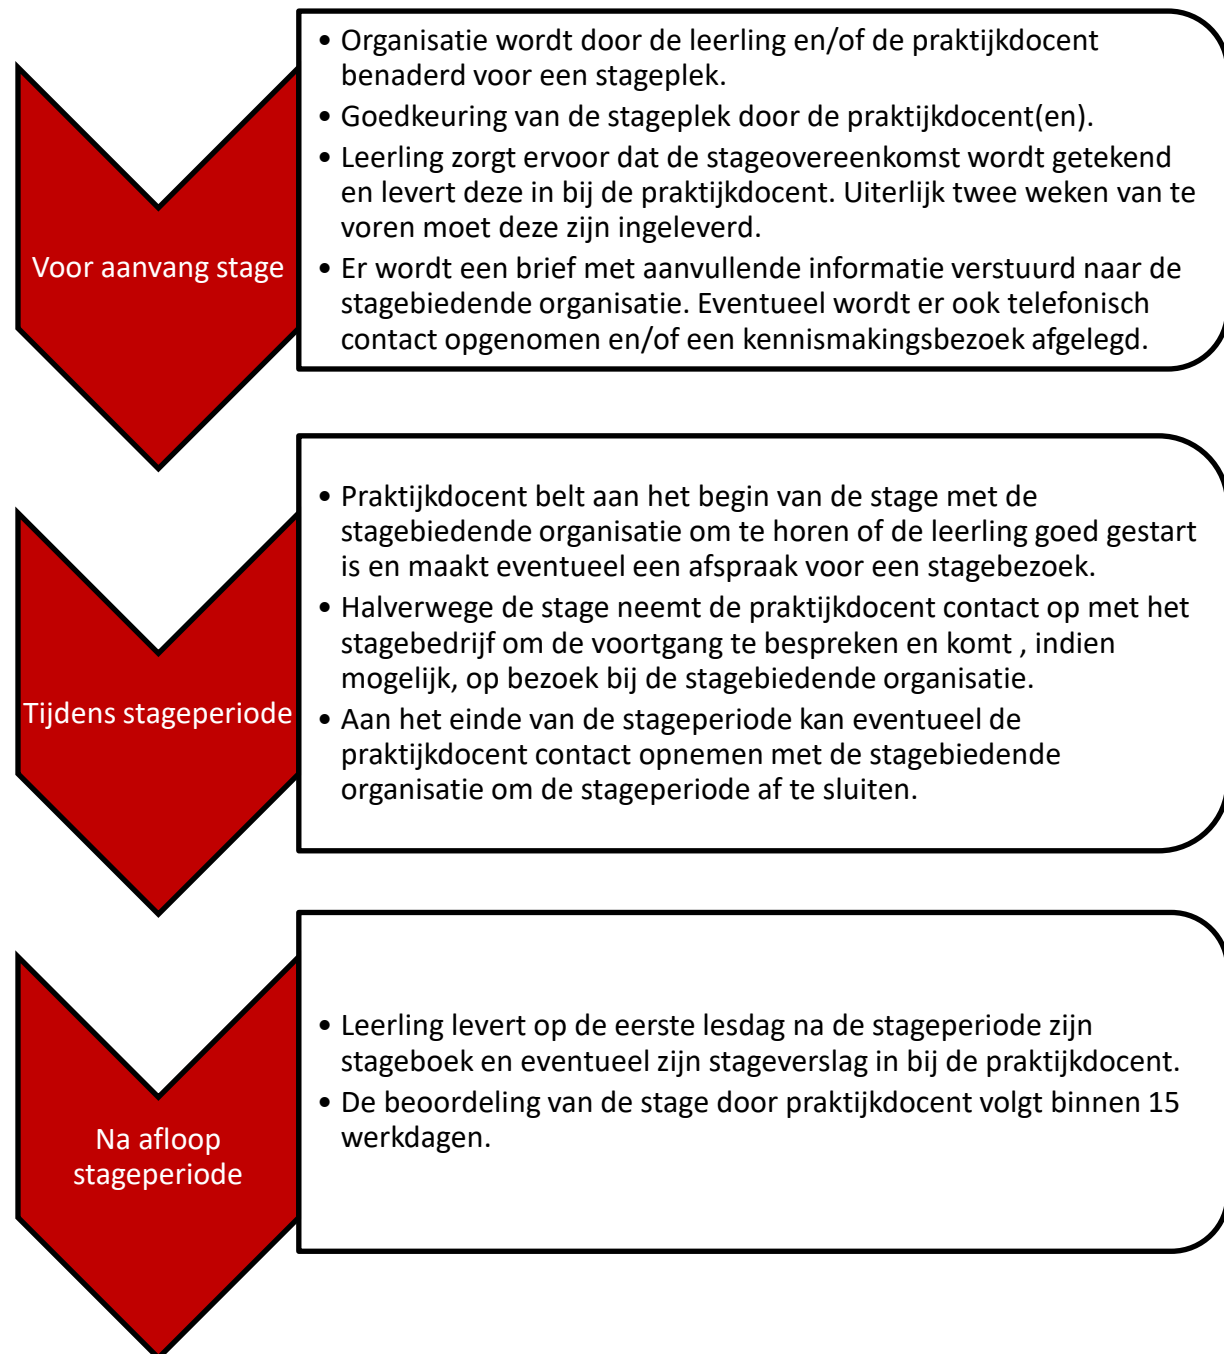 Voor aanvang stage
• Organisatie wordt door de leerling en/of de praktijkdocent
benaderd voor een stageplek.
• Goedkeuring van de stageplek door de praktijkdocent(en).
• Leerling zorgt ervoor dat de stageovereenkomst wordt getekend
en levert deze in bij de praktijkdocent. Uiterlijk twee weken van te
voren moet deze zijn ingeleverd.
• Er wordt een brief met aanvullende informatie verstuurd naar de
stagebiedende organisatie. Eventueel wordt er ook telefonisch
contact opgenomen en/of een kennismakingsbezoek afgelegd.
Tijdens stageperiode
• Praktijkdocent belt aan het begin van de stage met de
stagebiedende organisatie om te horen of de leerling goed gestart
is en maakt eventueel een afspraak voor een stagebezoek.
• Halverwege de stage neemt de praktijkdocent contact op met het
stagebedrijf om de voortgang te bespreken en komt , indien
mogelijk, op bezoek bij de stagebiedende organisatie.
• Aan het einde van de stageperiode kan eventueel de
praktijkdocent contact opnemen met de stagebiedende
organisatie om de stageperiode af te sluiten.
Na afloop
stageperiode
• Leerling levert op de eerste lesdag na de stageperiode zijn
stageboek en eventueel zijn stageverslag in bij de praktijkdocent.
• De beoordeling van de stage door praktijkdocent volgt binnen 15
werkdagen.